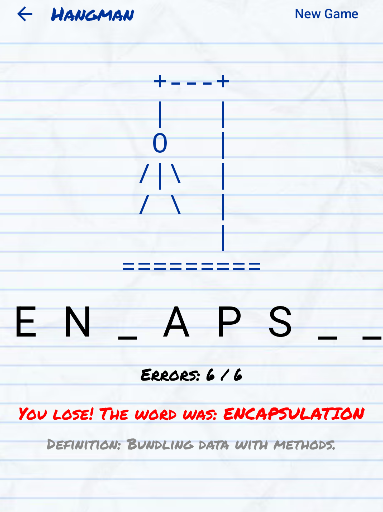 ← Hangman New Game
+---+
|   |
O   |
/|\ |
/ \ |
    |
=========
E N _ A P S _ _
Errors: 6 / 6
You lose! The word was: ENCAPSULATION
Definition: Bundling data with methods.